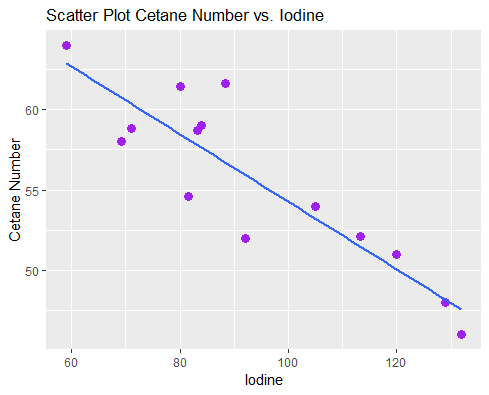 Scatter Plot Cetane Number vs. Iodine
Cetane Number
60
55
50
60 80 100 120
Iodine